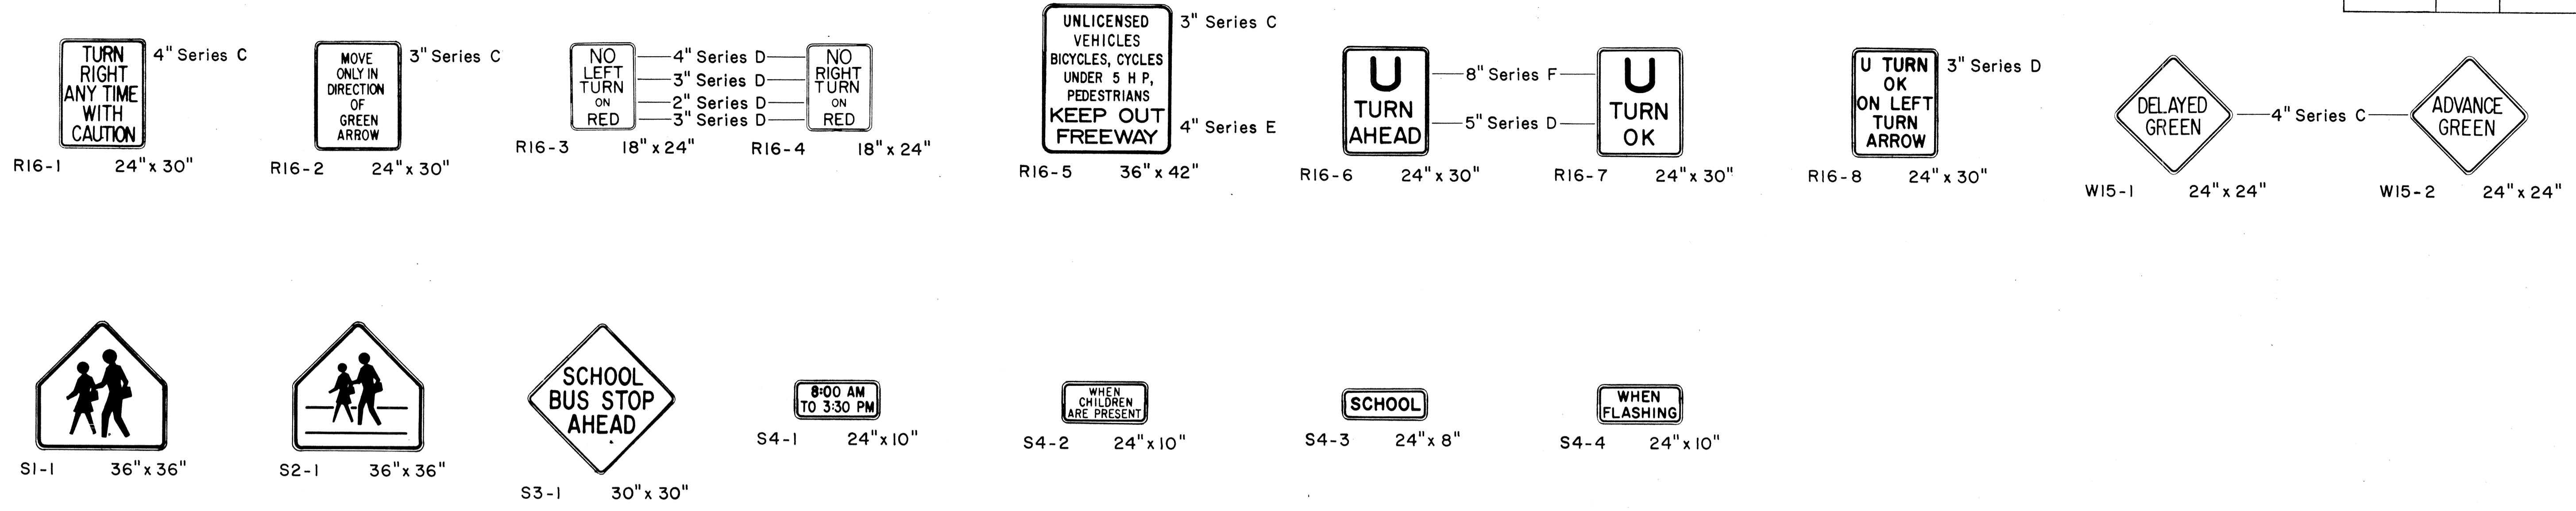 TURN
RIGHT
ANY TIME
WITH
CAUTION
4" Series C
R16-1 24" x 30"
MOVE
ONLY IN
DIRECTION
OF
GREEN
ARROW
3" Series C
R16-2 24" x 30"
NO
LEFT
TURN
ON
RED
R16-3 18" x 24"
4" Series D
3" Series D
2" Series D
3" Series D
NO
RIGHT
TURN
ON
RED
R16-4 18" x 24"
UNLICENSED
VEHICLES
BICYCLES, CYCLES
UNDER 5 H P,
PEDESTRIANS
KEEP OUT
FREEWAY
3" Series C
4" Series E
R16-5 36" x 42"
U
TURN
AHEAD
R16-6 24" x 30"
8" Series F
5" Series D
U
TURN
OK
R16-7 24" x 30"
U TURN
OK
ON LEFT
TURN
ARROW
3" Series D
R16-8 24" x 30"
DELAYED
GREEN
W15-1 24" x 24"
4" Series C
ADVANCE
GREEN
W15-2 24" x 24"
S1-1 36" x 36"
S2-1 36" x 36"
SCHOOL
BUS STOP
AHEAD
S3-1 30" x 30"
8:00 AM
TO 3:30 PM
S4-1 24" x 10"
WHEN
CHILDREN
ARE PRESENT
S4-2 24" x 10"
SCHOOL
S4-3 24" x 8"
WHEN
FLASHING
S4-4 24" x 10"